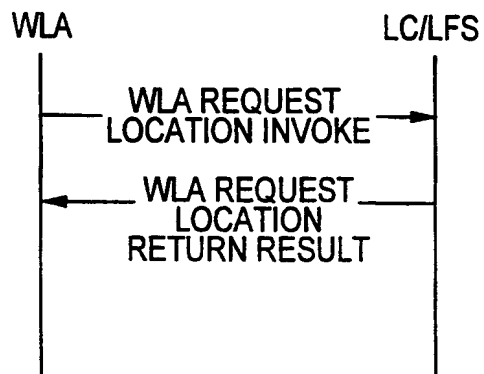 WLA
LC/LFS
WLA REQUEST
LOCATION INVOKE
WLA REQUEST
LOCATION
RETURN RESULT